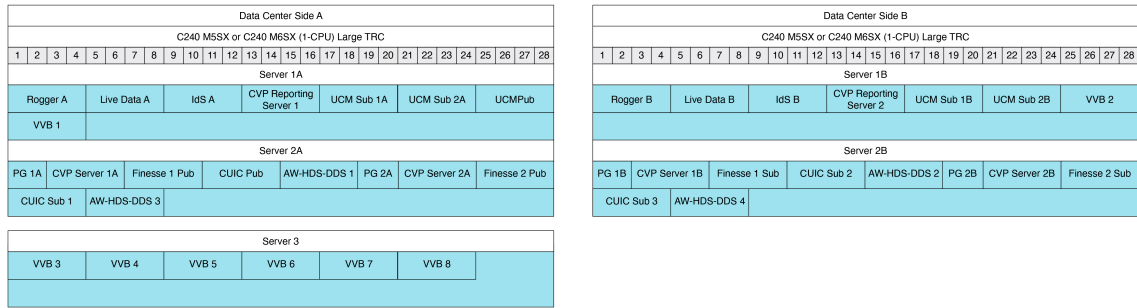 Data Center Side A
C240 M5SX or C240 M6SX (1-CPU) Large TRC
1 2 3 4 5 6 7 8 9 10 11 12 13 14 15 16 17 18 19 20 21 22 23 24 25 26 27 28
Server 1A
Rogger A Live Data A IdS A CVP Reporting Server 1 UCM Sub 1A UCM Sub 2A UCMPub
VVB 1
Server 2A
PG 1A CVP Server 1A Finesse 1 Pub CUIC Pub AW-HDS-DDS 1 PG 2A CVP Server 2A Finesse 2 Pub
CUIC Sub 1 AW-HDS-DDS 3
Server 3
VVB 3 VVB 4 VVB 5 VVB 6 VVB 7 VVB 8
Data Center Side B
C240 M5SX or C240 M6SX (1-CPU) Large TRC
1 2 3 4 5 6 7 8 9 10 11 12 13 14 15 16 17 18 19 20 21 22 23 24 25 26 27 28
Server 1B
Rogger B Live Data B IdS B CVP Reporting Server 2 UCM Sub 1B UCM Sub 2B VVB 2
Server 2B
PG 1B CVP Server 1B Finesse 1 Sub CUIC Sub 2 AW-HDS-DDS 2 PG 2B CVP Server 2B Finesse 2 Sub
CUIC Sub 3 AW-HDS-DDS 4